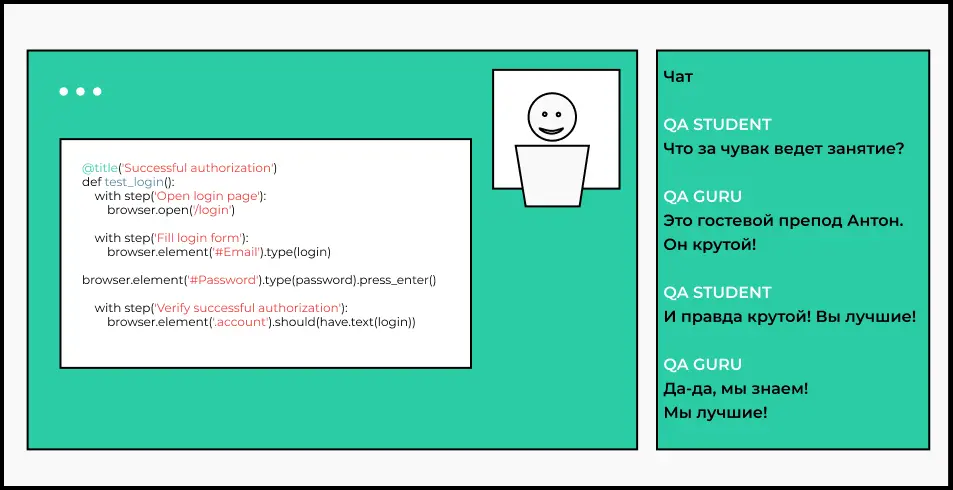 @title('Successful authorization')
def test_login():
with step('Open login page'):
browser.open('/login')
with step('Fill login form'):
browser.element('#Email').type(login)
browser.element('#Password').type(password).press_enter()
with step('Verify successful authorization'):
browser.element('.account').should(have.text(login))
Чат
QA STUDENT
Что за чувак ведет занятие?
QA GURU
Это гостевой препод Антон.
Он крутой!
QA STUDENT
И правда крутой! Вы лучшие!
QA GURU
Да-да, мы знаем!
Мы лучшие!